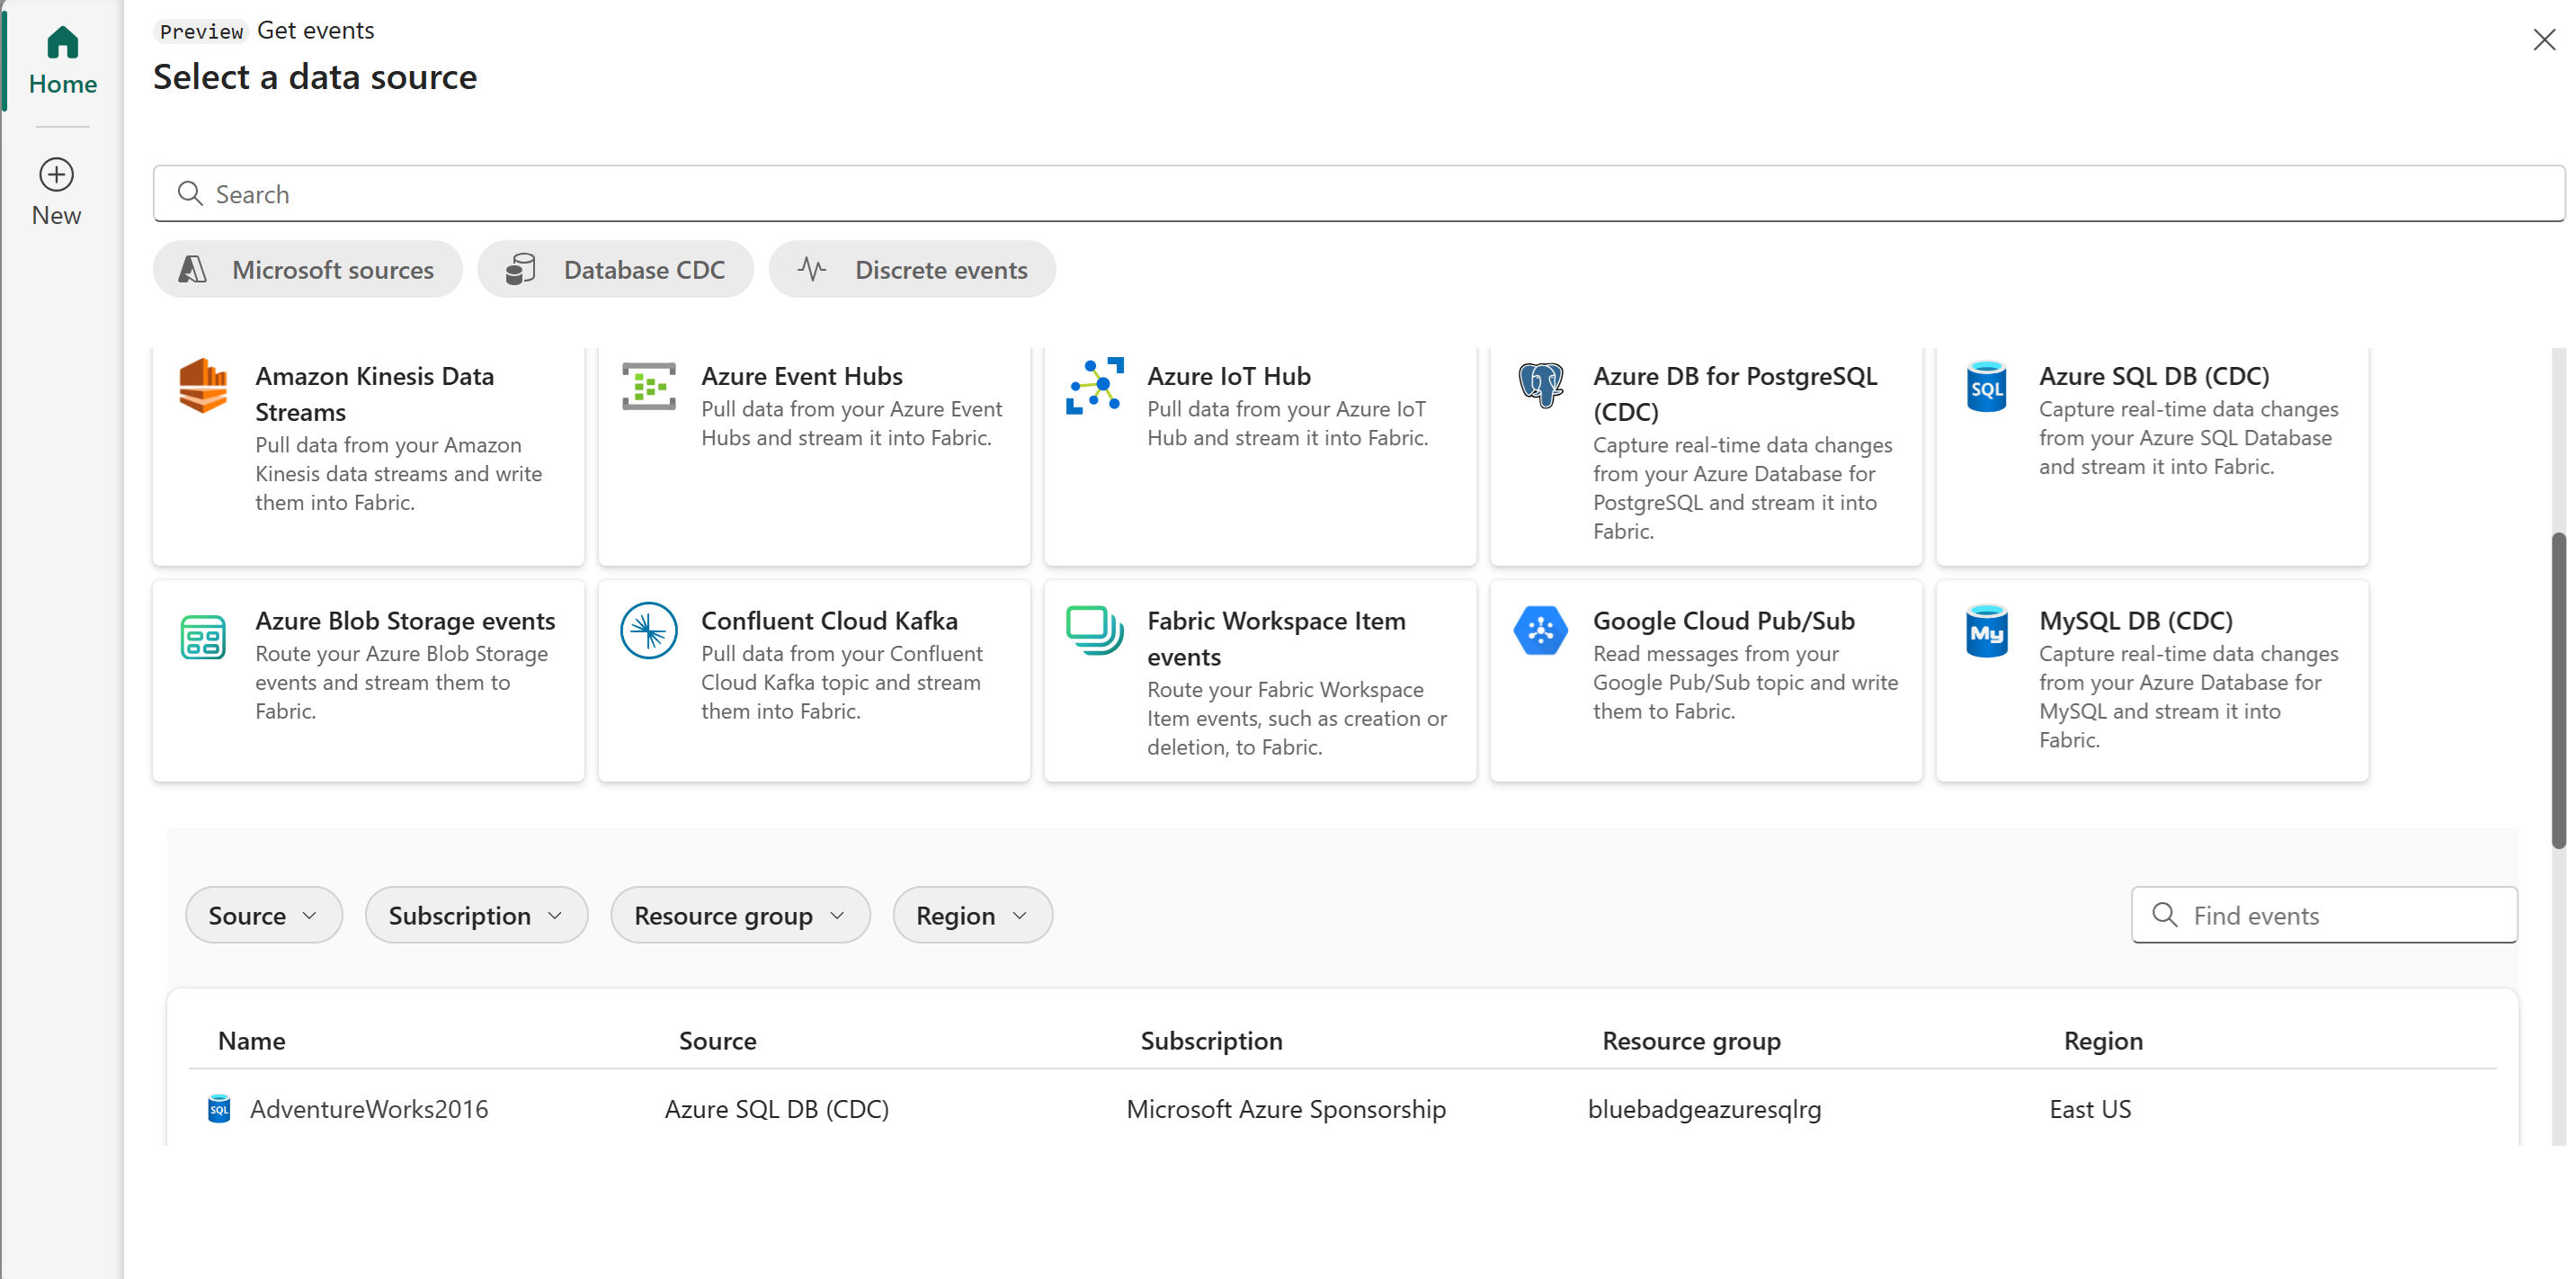 Preview Get events
Select a data source
Home
New
Search
Microsoft sources
Database CDC
Discrete events
Amazon Kinesis Data
Streams
Pull data from your Amazon
Kinesis data streams and write
them into Fabric.
Azure Event Hubs
Pull data from your Azure Event
Hubs and stream it into Fabric.
Azure IoT Hub
Pull data from your Azure IoT
Hub and stream it into Fabric.
Azure DB for PostgreSQL
(CDC)
Capture real-time data changes
from your Azure Database for
PostgreSQL and stream it into
Fabric.
SQL
Azure SQL DB (CDC)
Capture real-time data changes
from your Azure SQL Database
and stream it into Fabric.
Azure Blob Storage events
Route your Azure Blob Storage
events and stream them to
Fabric.
Confluent Cloud Kafka
Pull data from your Confluent
Cloud Kafka topic and stream
them into Fabric.
Fabric Workspace Item
events
Route your Fabric Workspace
Item events, such as creation or
deletion, to Fabric.
Google Cloud Pub/Sub
Read messages from your
Google Pub/Sub topic and write
them to Fabric.
My
MySQL DB (CDC)
Capture real-time data changes
from your Azure Database for
MySQL and stream it into
Fabric.
Source
Subscription
Resource group
Region
Find events
Name Source Subscription Resource group Region
SQL AdventureWorks2016 Azure SQL DB (CDC) Microsoft Azure Sponsorship bluebadgeazuresqlrg East US